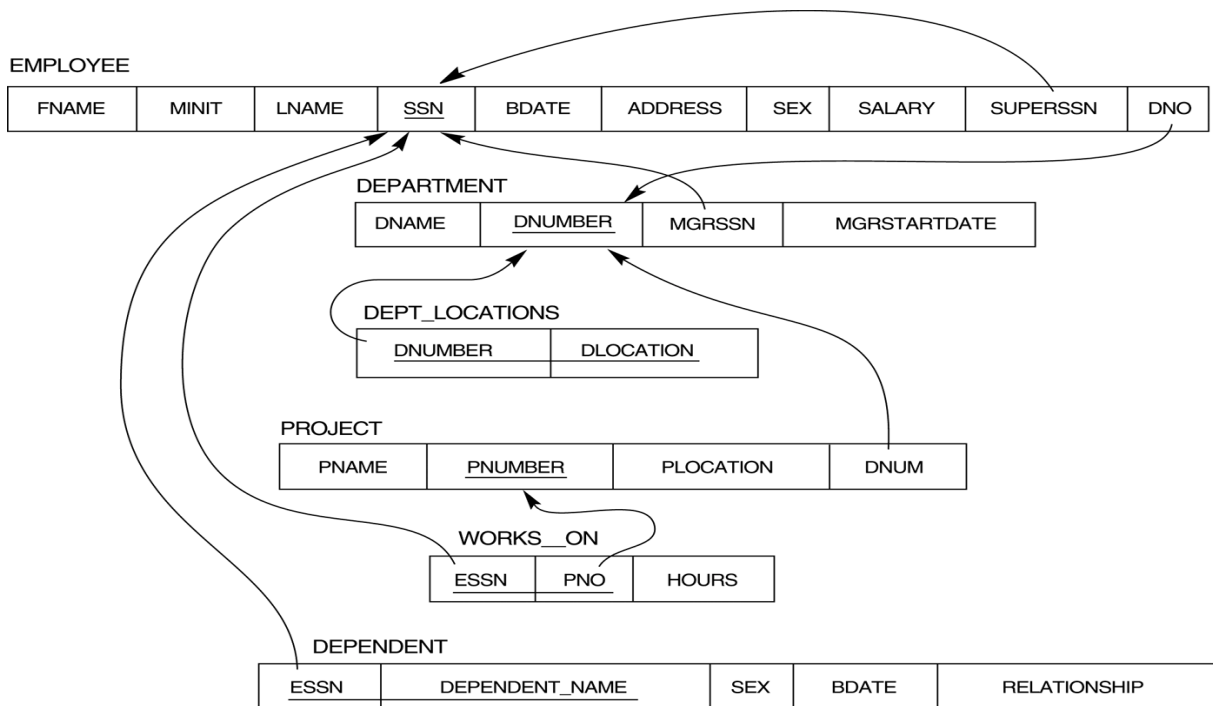 EMPLOYEE
FNAME MINIT LNAME SSN BDATE ADDRESS SEX SALARY SUPERSSN DNO
DEPARTMENT
DNAME DNUMBER MGRSSN MGRSTARTDATE
DEPT_LOCATIONS
DNUMBER DLOCATION
PROJECT
PNAME PNUMBER PLOCATION DNUM
WORKS__ON
ESSN PNO HOURS
DEPENDENT
ESSN DEPENDENT_NAME SEX BDATE RELATIONSHIP